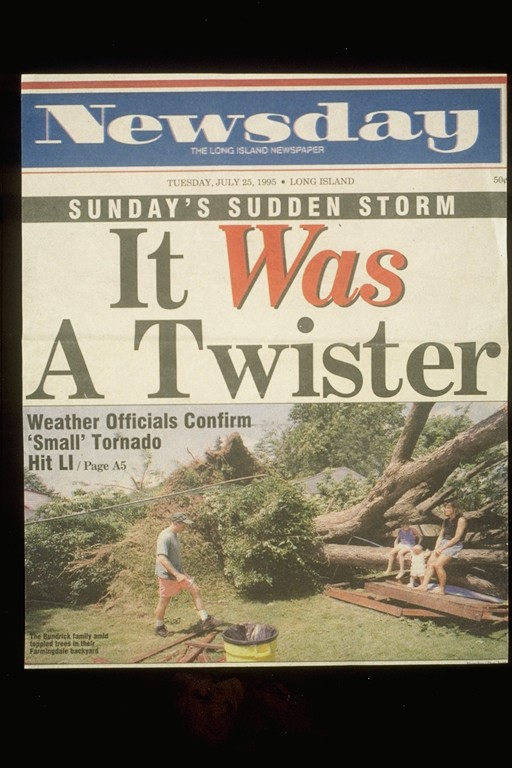 Newsday
THE LONG ISLAND NEWSPAPER
TUESDAY, JULY 25, 1995 • LONG ISLAND
50¢
SUNDAY'S SUDDEN STORM
It Was
A Twister
Weather Officials Confirm
'Small' Tornado
Hit LI / Page A5
The family amid
toppled trees in their
Farmingdale backyard